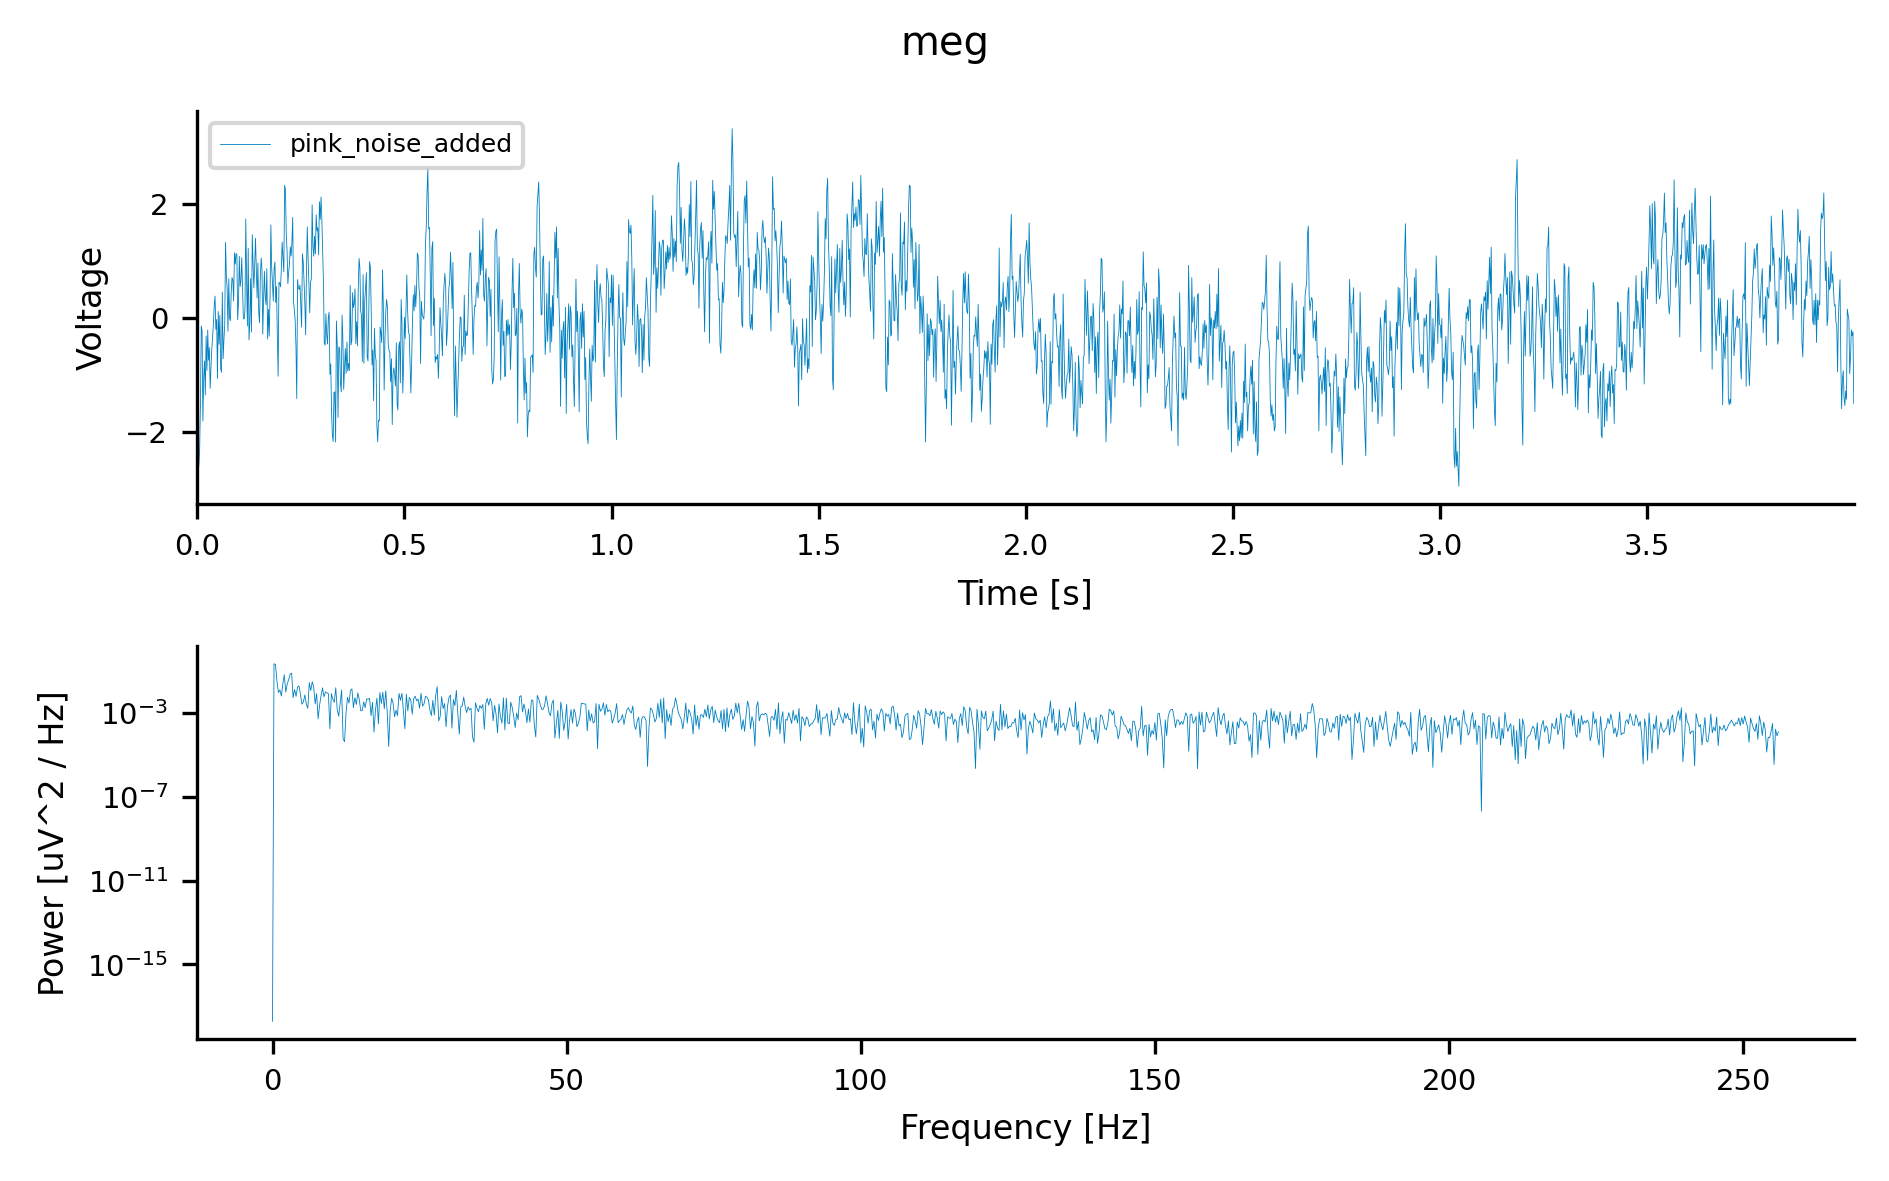 meg
pink_noise_added
Voltage
2
0
−2
0.0 0.5 1.0 1.5 2.0 2.5 3.0 3.5
Time [s]
Power [uV^2 / Hz]
10⁻³
10⁻⁷
10⁻¹¹
10⁻¹⁵
0 50 100 150 200 250
Frequency [Hz]